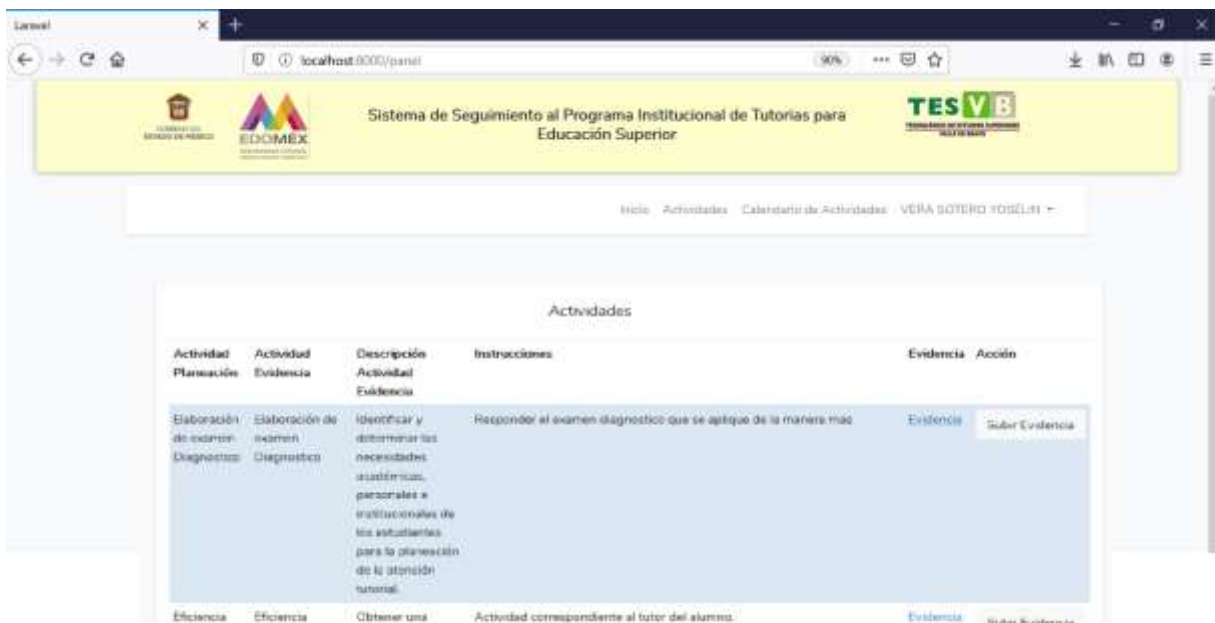 Laravel
localhost:8000/panel
90%
EDOMEX
Sistema de Seguimiento al Programa Institucional de Tutorias para
Educación Superior
TESVB
Inicio Actividades Calendario de Actividades VERA SOTERO YOSELIN
Actividades
Actividad Planeación
Actividad Evidencia
Descripción Actividad Evidencia
Instrucciones
Evidencia
Acción
Elaboración de examen Diagnostico
Elaboración de examen Diagnostico
Identificar y
determinar las
necesidades
académicas,
personales e
institucionales de
los estudiantes
para la planeación
de la atención
tutorial.
Responder el examen diagnostico que se aplique de la manera mas
Evidencia
Subir Evidencia
Eficiencia
Eficiencia
Obtener una
Actividad correspondiente al tutor del alumno.
Evidencia
Subir Evidencia